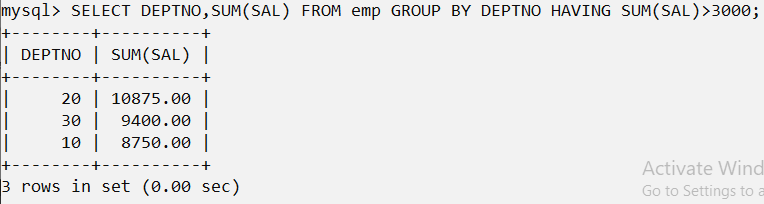 mysql> SELECT DEPTNO,SUM(SAL) FROM emp GROUP BY DEPTNO HAVING SUM(SAL)>3000;
+--------+----------+
| DEPTNO | SUM(SAL) |
+--------+----------+
|     20 | 10875.00 |
|     30 |  9400.00 |
|     10 |  8750.00 |
+--------+----------+
3 rows in set (0.00 sec)
Activate Wind
Go to Settings to a